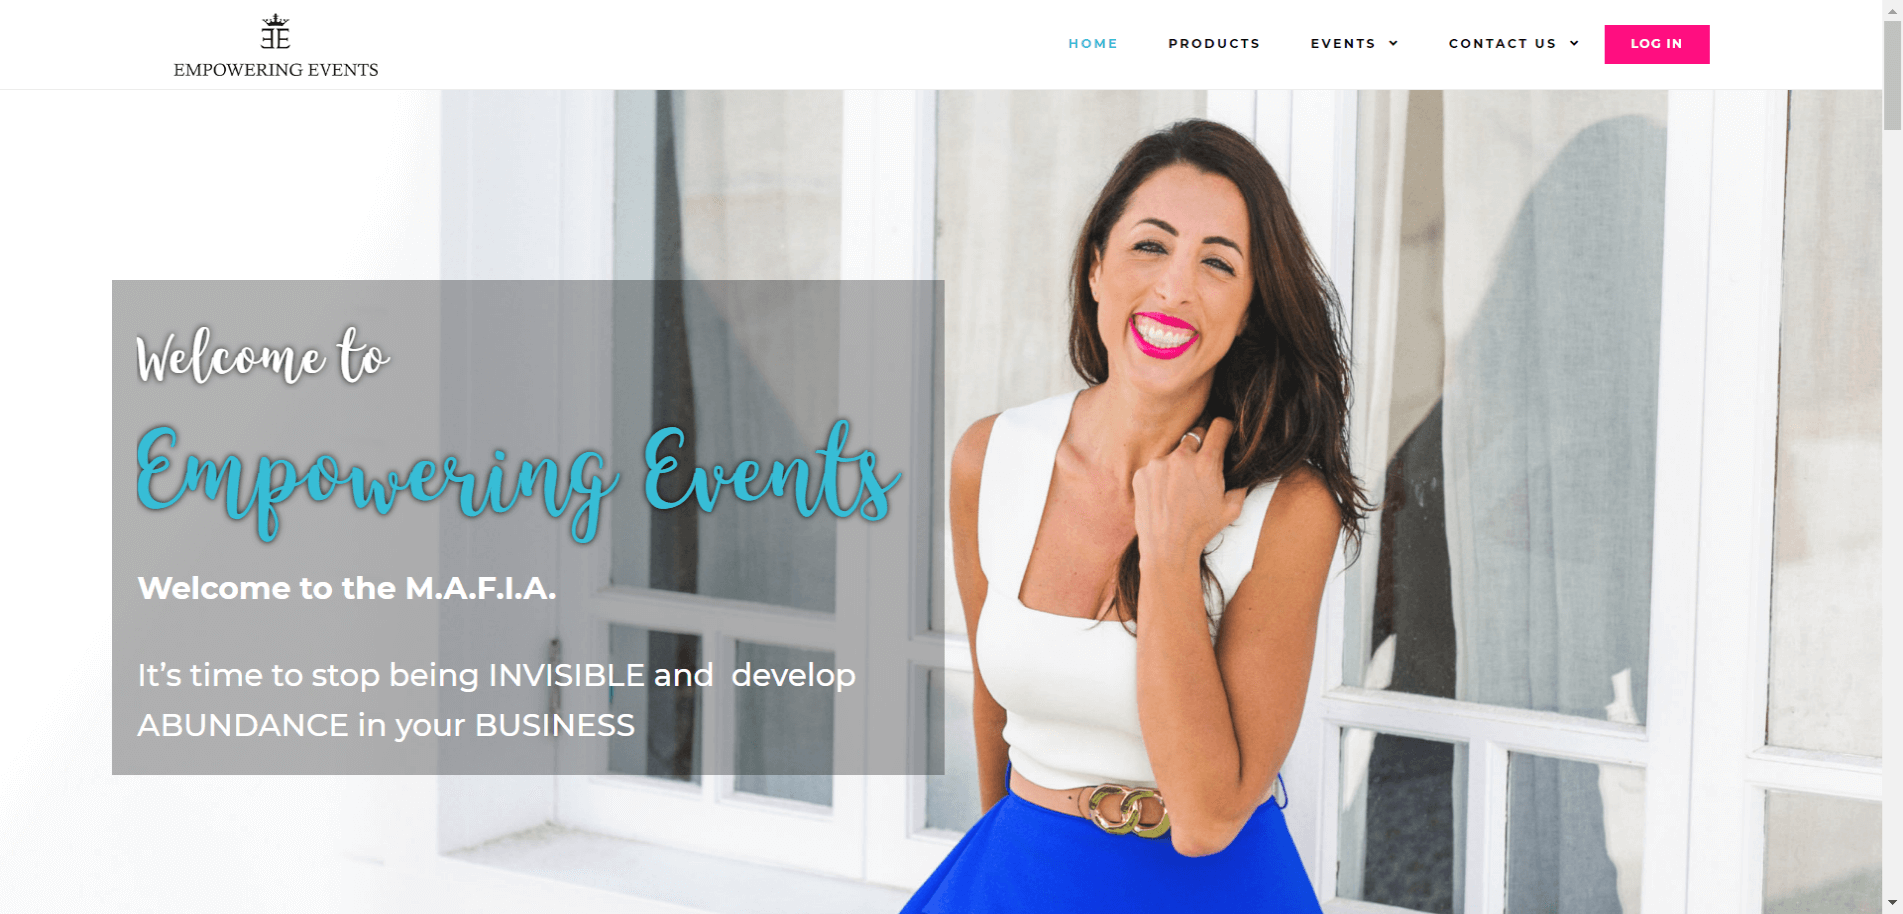 EE
EMPOWERING EVENTS
HOME
PRODUCTS
EVENTS
CONTACT US
LOG IN
Welcome to
Empowering Events
Welcome to the M.A.F.I.A.
It’s time to stop being INVISIBLE and develop
ABUNDANCE in your BUSINESS